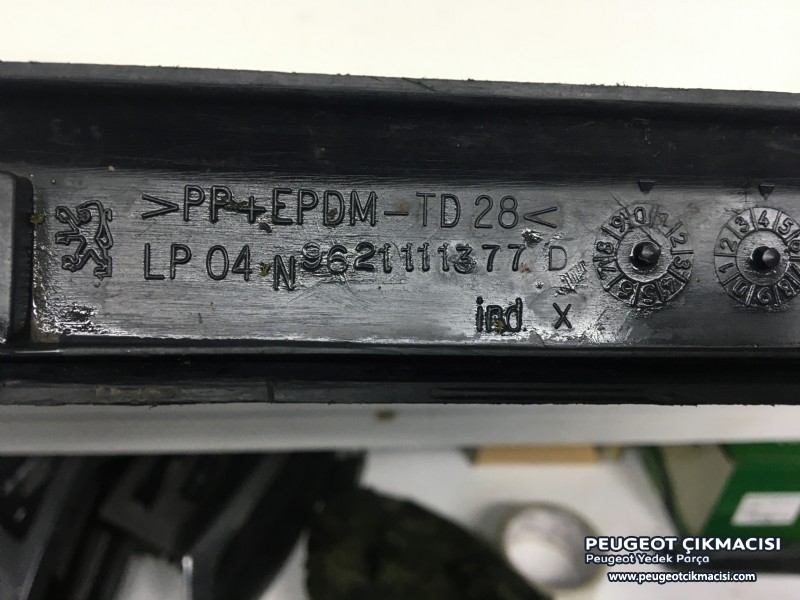 >PP+EPDM-TD 28<
LP 04 N 9621111377 D
ind X
PEUGEOT ÇIKMACISI
Peugeot Yedek Parça
www.peugeotcikmacisi.com